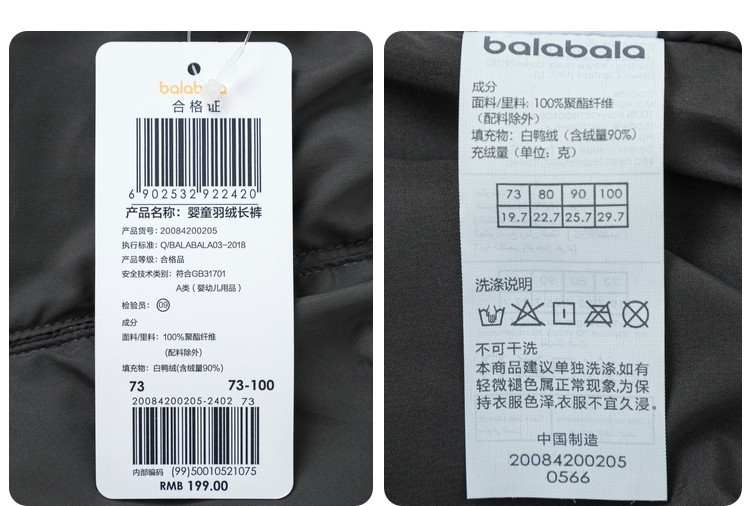 balabala
合格证
6 902532 922420
产品名称: 婴童羽绒长裤
产品货号: 20084200205
执行标准: Q/BALABALA03-2018
产品等级: 合格品
安全技术类别: 符合GB31701
A类 (婴幼儿用品)
检验员: 09
成分
面料/里料: 100%聚酯纤维
(配料除外)
填充物: 白鸭绒(含绒量90%)
73 73-100
20084200205-2402 73
内部编码 (99)50010521075
RMB 199.00
balabala
成分
面料/里料: 100%聚酯纤维
(配料除外)
填充物: 白鸭绒 (含绒量90%)
充绒量 (单位: 克)
73 80 90 100
19.7 22.7 25.7 29.7
洗涤说明
不可干洗
本商品建议单独洗涤,如有
轻微褪色属正常现象,为保
持衣服色泽,衣服不宜久浸。
中国制造
20084200205
0566